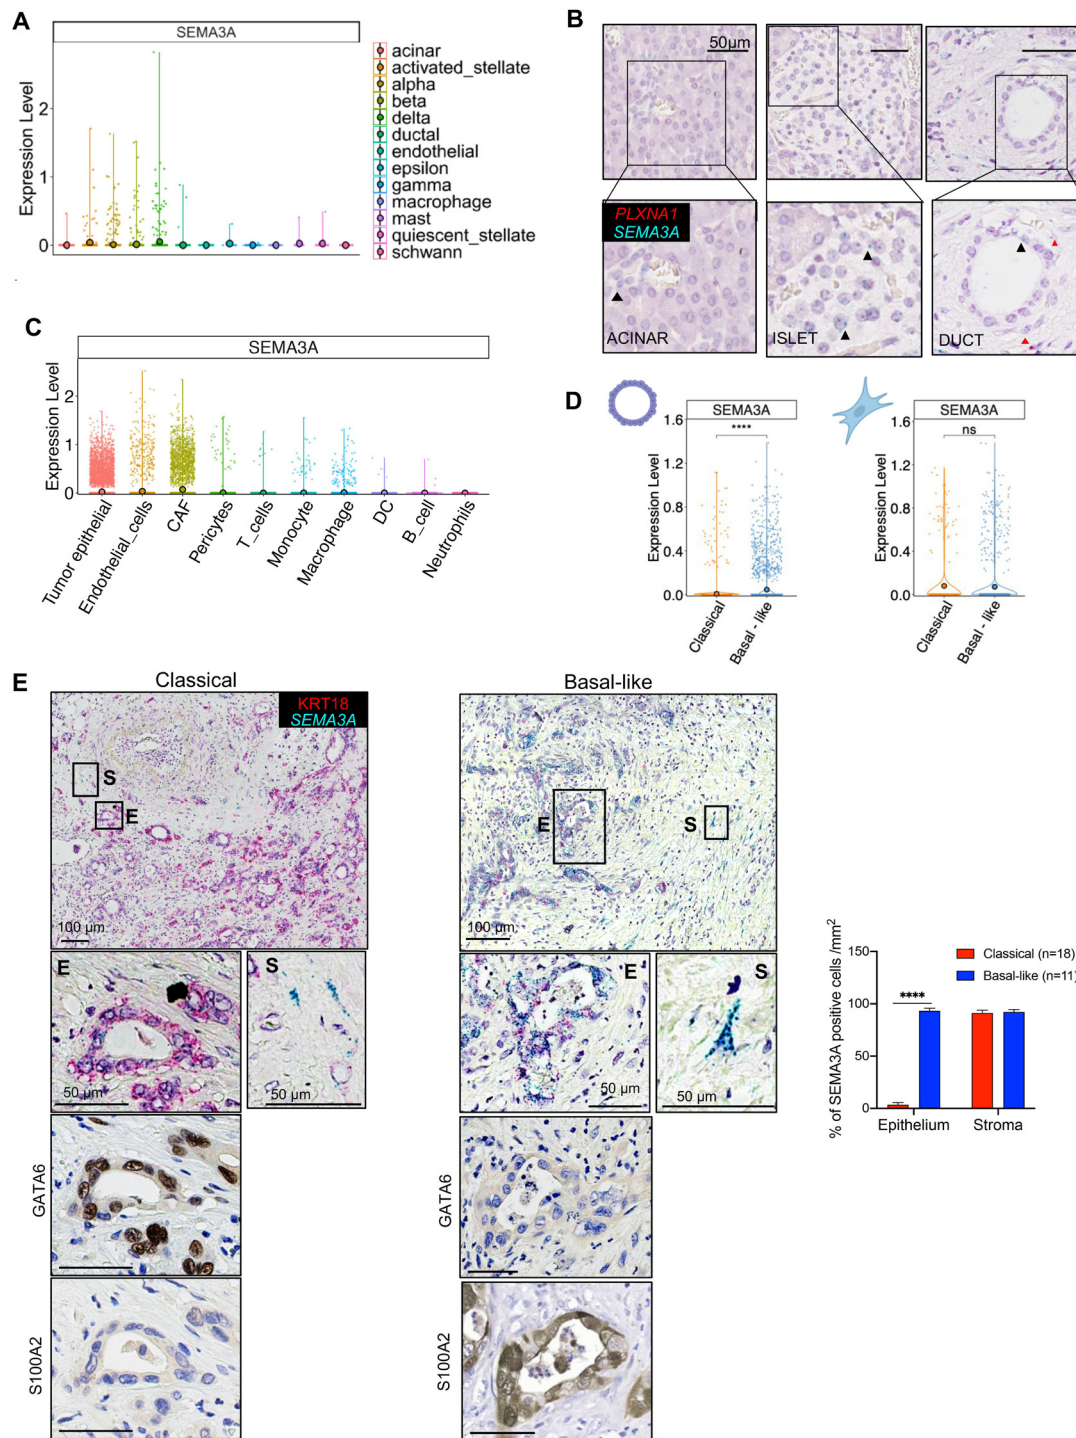 A
SEMA3A
Expression Level
2
1
0
acinar
activated_stellate
alpha
beta
delta
ductal
endothelial
epsilon
gamma
macrophage
mast
quiescent_stellate
schwann
B
50µm
PLXNA1
SEMA3A
ACINAR
ISLET
DUCT
C
SEMA3A
Expression Level
2
1
0
Tumor epithelial
Endothelial_cells
CAF
Pericytes
T_cells
Monocyte
Macrophage
DC
B_cell
Neutrophils
D
SEMA3A
****
Expression Level
1.6
1.2
0.8
0.4
0.0
Classical
Basal - like
SEMA3A
ns
Expression Level
1.6
1.2
0.8
0.4
0.0
Classical
Basal - like
E
Classical
KRT18
SEMA3A
S
E
100 µm
E
50 µm
S
50 µm
GATA6
S100A2
Basal-like
E
S
100 µm
E
50 µm
S
50 µm
GATA6
S100A2
% of SEMA3A positive cells /mm²
150
100
50
0
****
Classical (n=18)
Basal-like (n=11)
Epithelium
Stroma